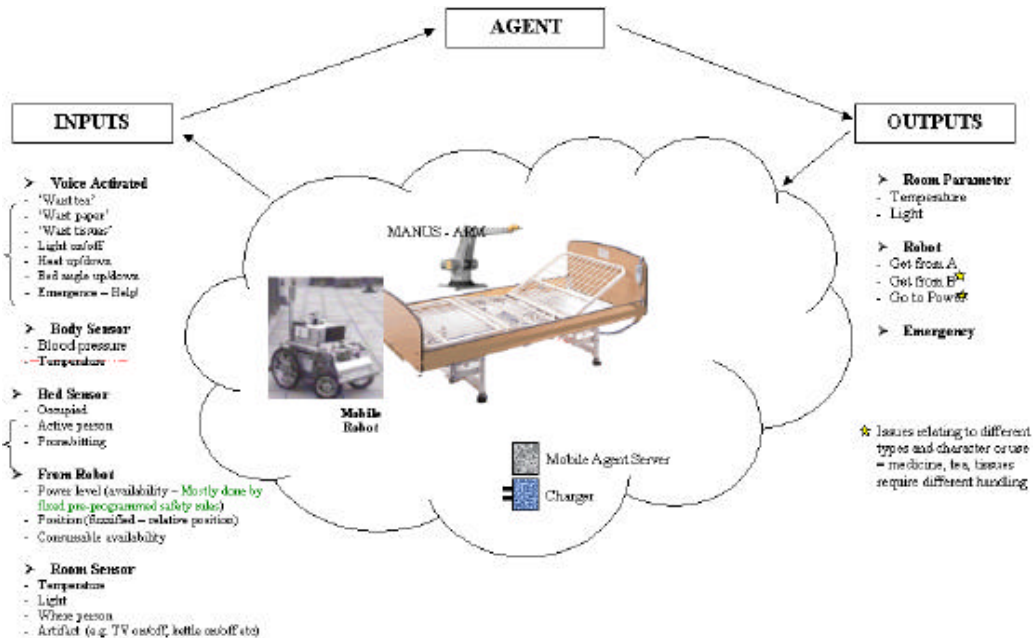 AGENT
INPUTS
OUTPUTS
➤ Voice Activated
- 'Want tea'
- 'Want paper'
- 'Want tissues'
- Light on/off
- Heat up/down
- Bed angle up/down
- Emergence – Help!
➤ Body Sensor
- Blood pressure
- Temperature
➤ Bed Sensor
- Occupied
- Active person
- Prone/sitting
➤ From Robot
- Power level (availability – Mostly done by
fixed pre-programmed safety rules)
- Position (fuzzified – relative position)
- Consumable availability
➤ Room Sensor
- Temperature
- Light
- Where person
- Artifact (e.g. TV on/off, kettle on/off etc)
MANUS - ARM
Mobile
Robot
Mobile Agent Server
Charger
➤ Room Parameter
- Temperature
- Light
➤ Robot
- Get from A
- Get from B
- Go to Power
➤ Emergency
Issues relating to different
types and character or use
= medicine, tea, tissues
require different handling